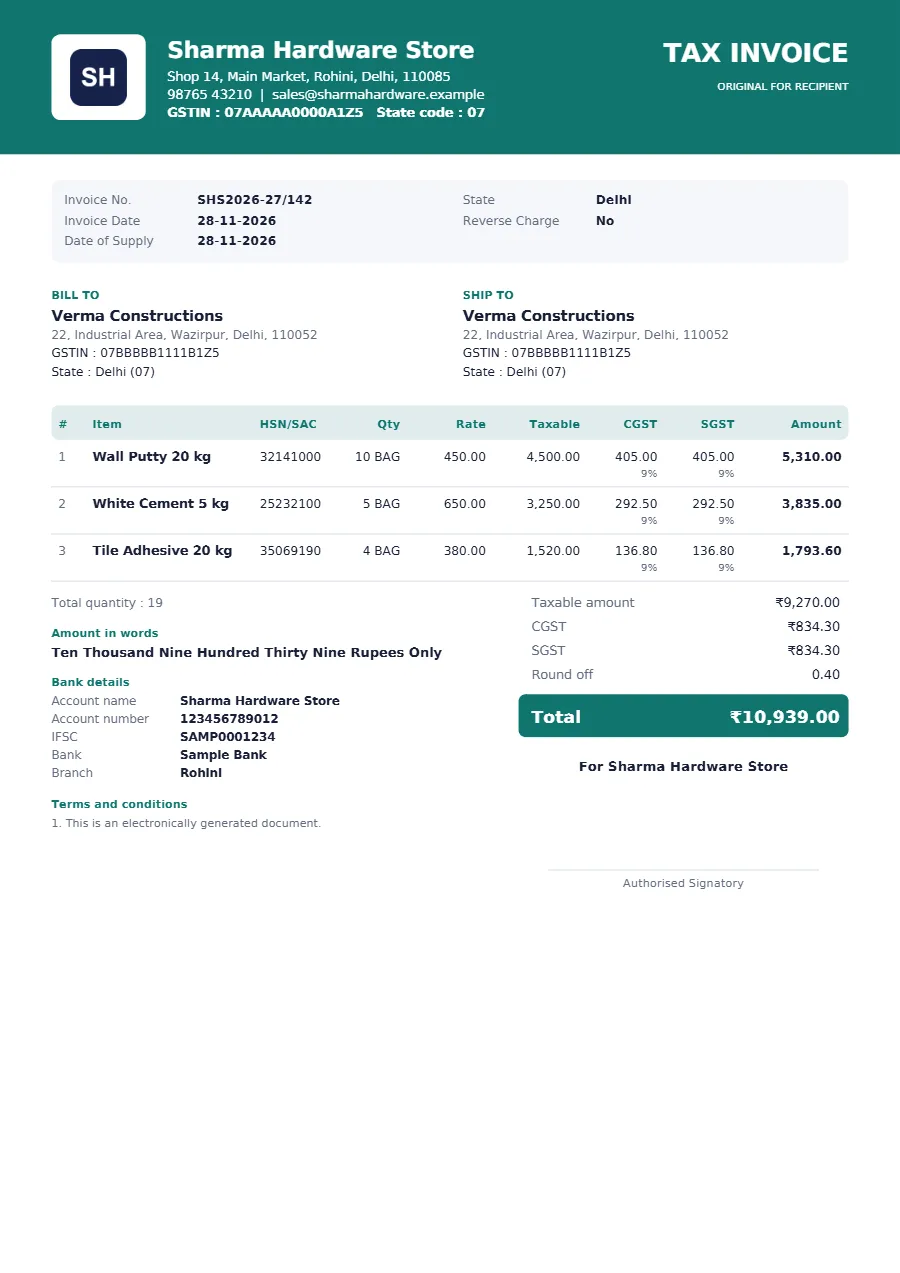 SH
Sharma Hardware Store
Shop 14, Main Market, Rohini, Delhi, 110085
98765 43210 | sales@sharmahardware.example
GSTIN : 07AAAAA0000A1Z5 State code : 07
TAX INVOICE
ORIGINAL FOR RECIPIENT
Invoice No. SHS2026-27/142 State Delhi
Invoice Date 28-11-2026 Reverse Charge No
Date of Supply 28-11-2026
BILL TO
Verma Constructions
22, Industrial Area, Wazirpur, Delhi, 110052
GSTIN : 07BBBBB1111B1Z5
State : Delhi (07)
SHIP TO
Verma Constructions
22, Industrial Area, Wazirpur, Delhi, 110052
GSTIN : 07BBBBB1111B1Z5
State : Delhi (07)
# Item HSN/SAC Qty Rate Taxable CGST SGST Amount
1 Wall Putty 20 kg 32141000 10 BAG 450.00 4,500.00 405.00 405.00 5,310.00
9% 9%
2 White Cement 5 kg 25232100 5 BAG 650.00 3,250.00 292.50 292.50 3,835.00
9% 9%
3 Tile Adhesive 20 kg 35069190 4 BAG 380.00 1,520.00 136.80 136.80 1,793.60
9% 9%
Total quantity : 19
Amount in words
Ten Thousand Nine Hundred Thirty Nine Rupees Only
Bank details
Account name Sharma Hardware Store
Account number 123456789012
IFSC SAMP0001234
Bank Sample Bank
Branch Rohini
Terms and conditions
1. This is an electronically generated document.
Taxable amount ₹9,270.00
CGST ₹834.30
SGST ₹834.30
Round off 0.40
Total ₹10,939.00
For Sharma Hardware Store
Authorised Signatory